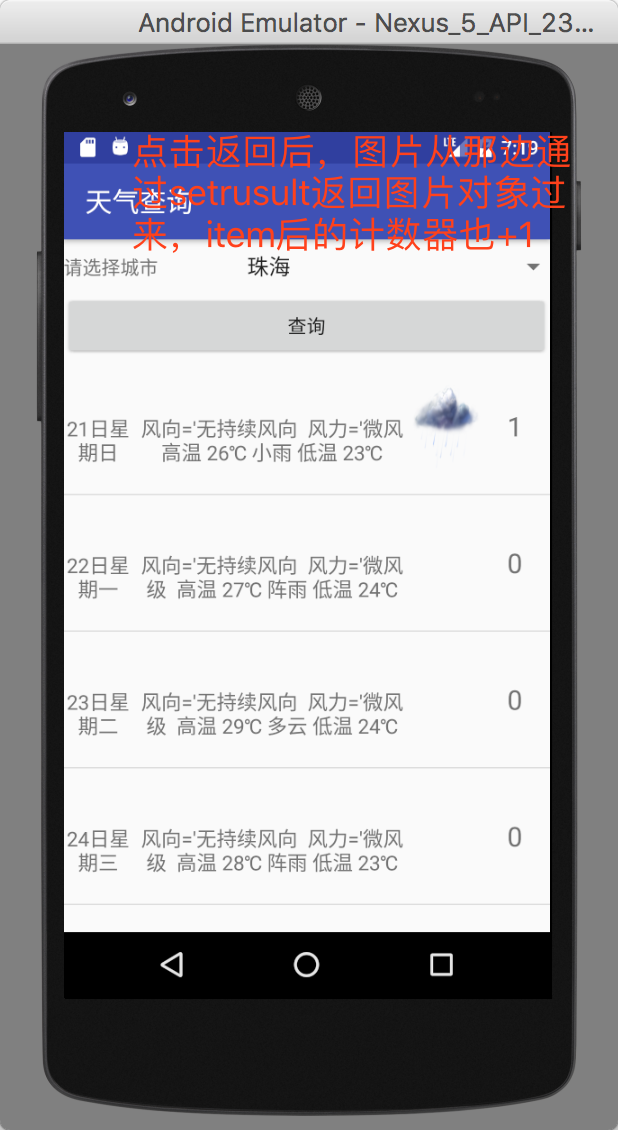 Android Emulator - Nexus_5_API_23...
LTE 7:19
点击返回后，图片从那边通
过setrusult返回图片对象过
来，item后的计数器也+1
天气查询
请选择城市 珠海
查询
21日星 风向='无持续风向 风力='微风 1
期日 高温 26℃ 小雨 低温 23℃
22日星 风向='无持续风向 风力='微风 0
期一 级 高温 27℃ 阵雨 低温 24℃
23日星 风向='无持续风向 风力='微风 0
期二 级 高温 29℃ 多云 低温 24℃
24日星 风向='无持续风向 风力='微风 0
期三 级 高温 28℃ 阵雨 低温 23℃